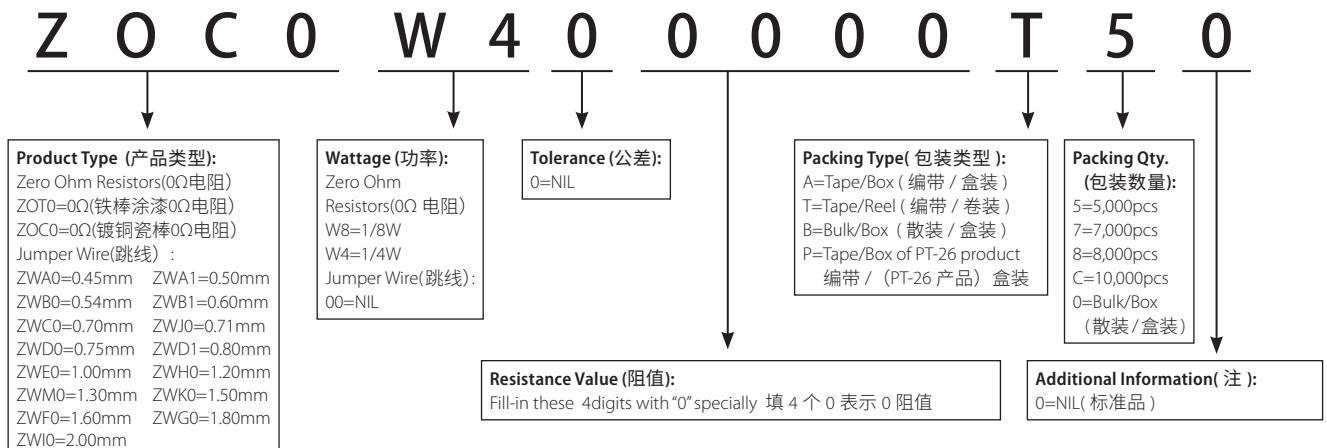 Z O C 0 W 4 0 0 0 0 0 T 5 0
Product Type (产品类型):
Zero Ohm Resistors(0Ω电阻)
ZOT0=0Ω(铁棒涂漆0Ω电阻)
ZOC0=0Ω(镀铜瓷棒0Ω电阻)
Jumper Wire(跳线）:
ZWA0=0.45mm ZWA1=0.50mm
ZWB0=0.54mm ZWB1=0.60mm
ZWC0=0.70mm ZWJ0=0.71mm
ZWD0=0.75mm ZWD1=0.80mm
ZWE0=1.00mm ZWH0=1.20mm
ZWM0=1.30mm ZWK0=1.50mm
ZWF0=1.60mm ZWG0=1.80mm
ZWI0=2.00mm
Wattage (功率):
Zero Ohm
Resistors(0Ω 电阻)
W8=1/8W
W4=1/4W
Jumper Wire(跳线):
00=NIL
Tolerance (公差):
0=NIL
Resistance Value (阻值):
Fill-in these 4digits with “0” specially 填 4 个 0 表示 0 阻值
Packing Type( 包装类型 ):
A=Tape/Box ( 编带 / 盒装 )
T=Tape/Reel ( 编带 / 卷装 )
B=Bulk/Box ( 散装 / 盒装 )
P=Tape/Box of PT-26 product
编带 /（PT-26 产品）盒装
Packing Qty.
(包装数量):
5=5,000pcs
7=7,000pcs
8=8,000pcs
C=10,000pcs
0=Bulk/Box
（散装 / 盒装）
Additional Information( 注 ):
0=NIL( 标准品 )